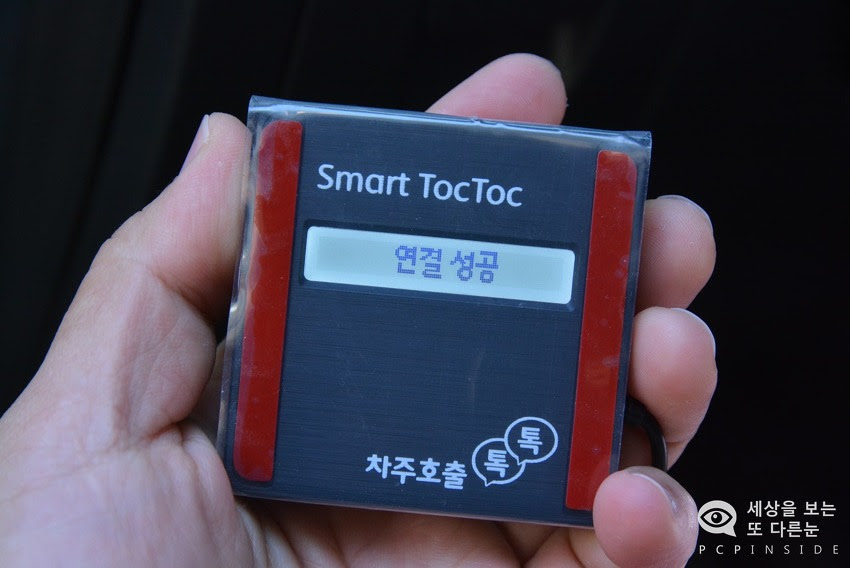 Smart TocToc
연결 성공
차주호출 톡 톡
세상을 보는
또 다른눈
PCPINSIDE